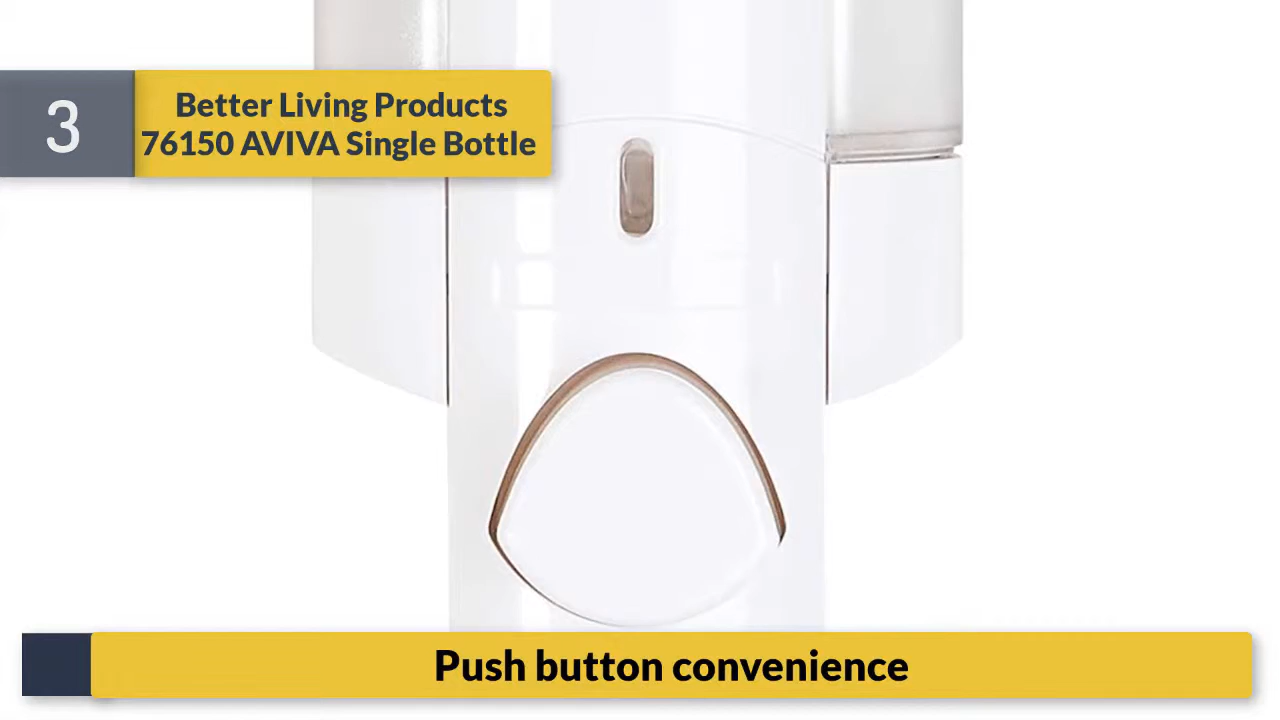 3
Better Living Products
76150 AVIVA Single Bottle
Push button convenience